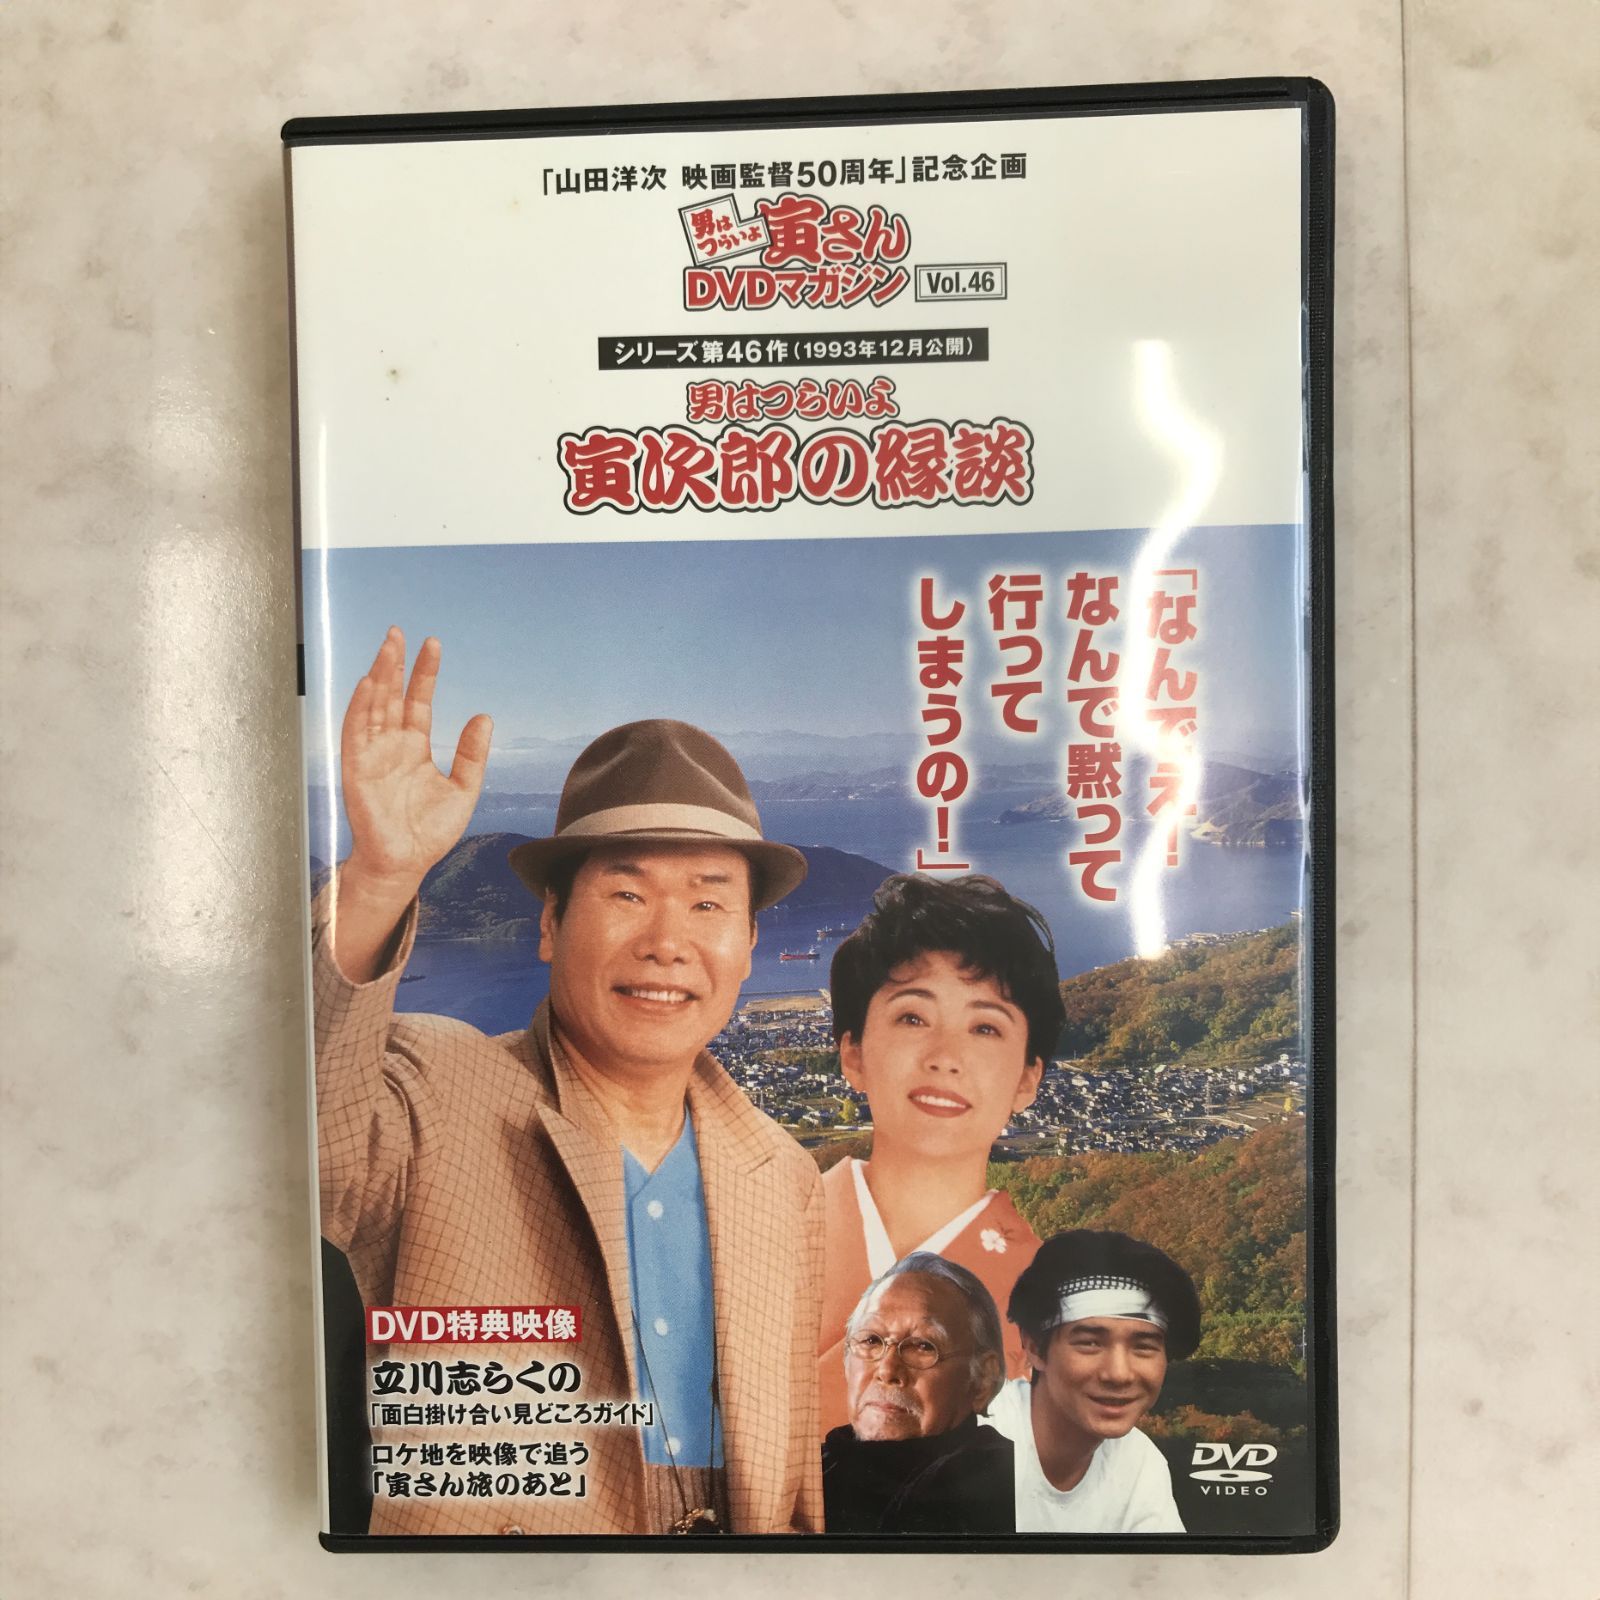 「山田洋次 映画監督50周年」記念企画
男は
つらいよ
寅さん
DVDマガジン
Vol.46
シリーズ第46作(1993年12月公開)
男はつらいよ
寅次郎の縁談
「なんでえ!
なんで黙って
行って
しまうの!」
DVD特典映像
立川志らくの
「面白掛け合い見どころガイド」
ロケ地を映像で追う
「寅さん旅のあと」
DVD
VIDEO